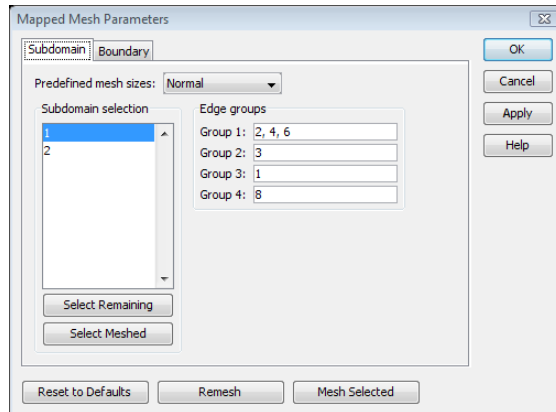 Mapped Mesh Parameters
Subdomain Boundary
Predefined mesh sizes: Normal
Subdomain selection
1
2
Select Remaining
Select Meshed
Edge groups
Group 1: 2, 4, 6
Group 2: 3
Group 3: 1
Group 4: 8
OK
Cancel
Apply
Help
Reset to Defaults Remesh Mesh Selected